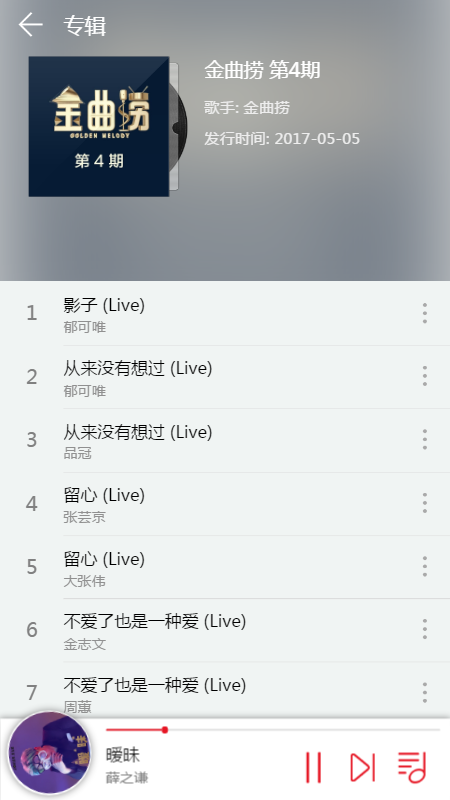 专辑
金曲捞
GOLDEN MELODY
第 4 期
金曲捞 第4期
歌手: 金曲捞
发行时间: 2017-05-05
1
影子 (Live)
郁可唯
2
从来没有想过 (Live)
郁可唯
3
从来没有想过 (Live)
品冠
4
留心 (Live)
张芸京
5
留心 (Live)
大张伟
6
不爱了也是一种爱 (Live)
金志文
7
不爱了也是一种爱 (Live)
周蕙
暧昧
薛之谦